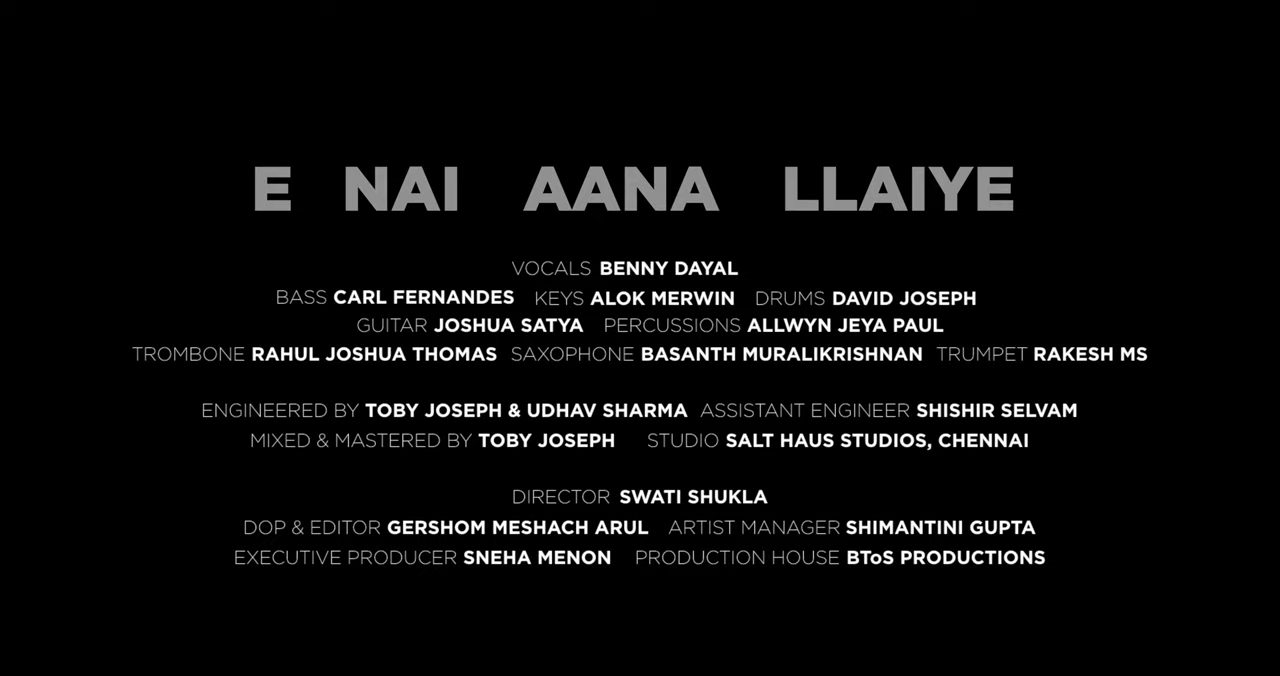 E NAI AANA LLAIYE
VOCALS BENNY DAYAL
BASS CARL FERNANDES KEYS ALOK MERWIN DRUMS DAVID JOSEPH
GUITAR JOSHUA SATYA PERCUSSIONS ALLWYN JEYA PAUL
TROMBONE RAHUL JOSHUA THOMAS SAXOPHONE BASANTH MURALIKRISHNAN TRUMPET RAKESH MS
ENGINEERED BY TOBY JOSEPH & UDHAV SHARMA ASSISTANT ENGINEER SHISHIR SELVAM
MIXED & MASTERED BY TOBY JOSEPH STUDIO SALT HAUS STUDIOS, CHENNAI
DIRECTOR SWATI SHUKLA
DOP & EDITOR GERSHOM MESHACH ARUL ARTIST MANAGER SHIMANTINI GUPTA
EXECUTIVE PRODUCER SNEHA MENON PRODUCTION HOUSE BToS PRODUCTIONS